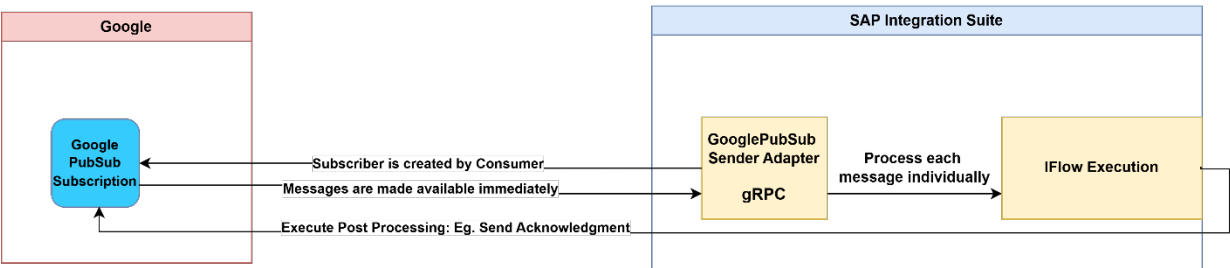 Google
SAP Integration Suite
Google
PubSub
Subscription
Subscriber is created by Consumer
Messages are made available immediately
Execute Post Processing: Eg. Send Acknowledgment
GooglePubSub
Sender Adapter
gRPC
Process each
message individually
IFlow Execution